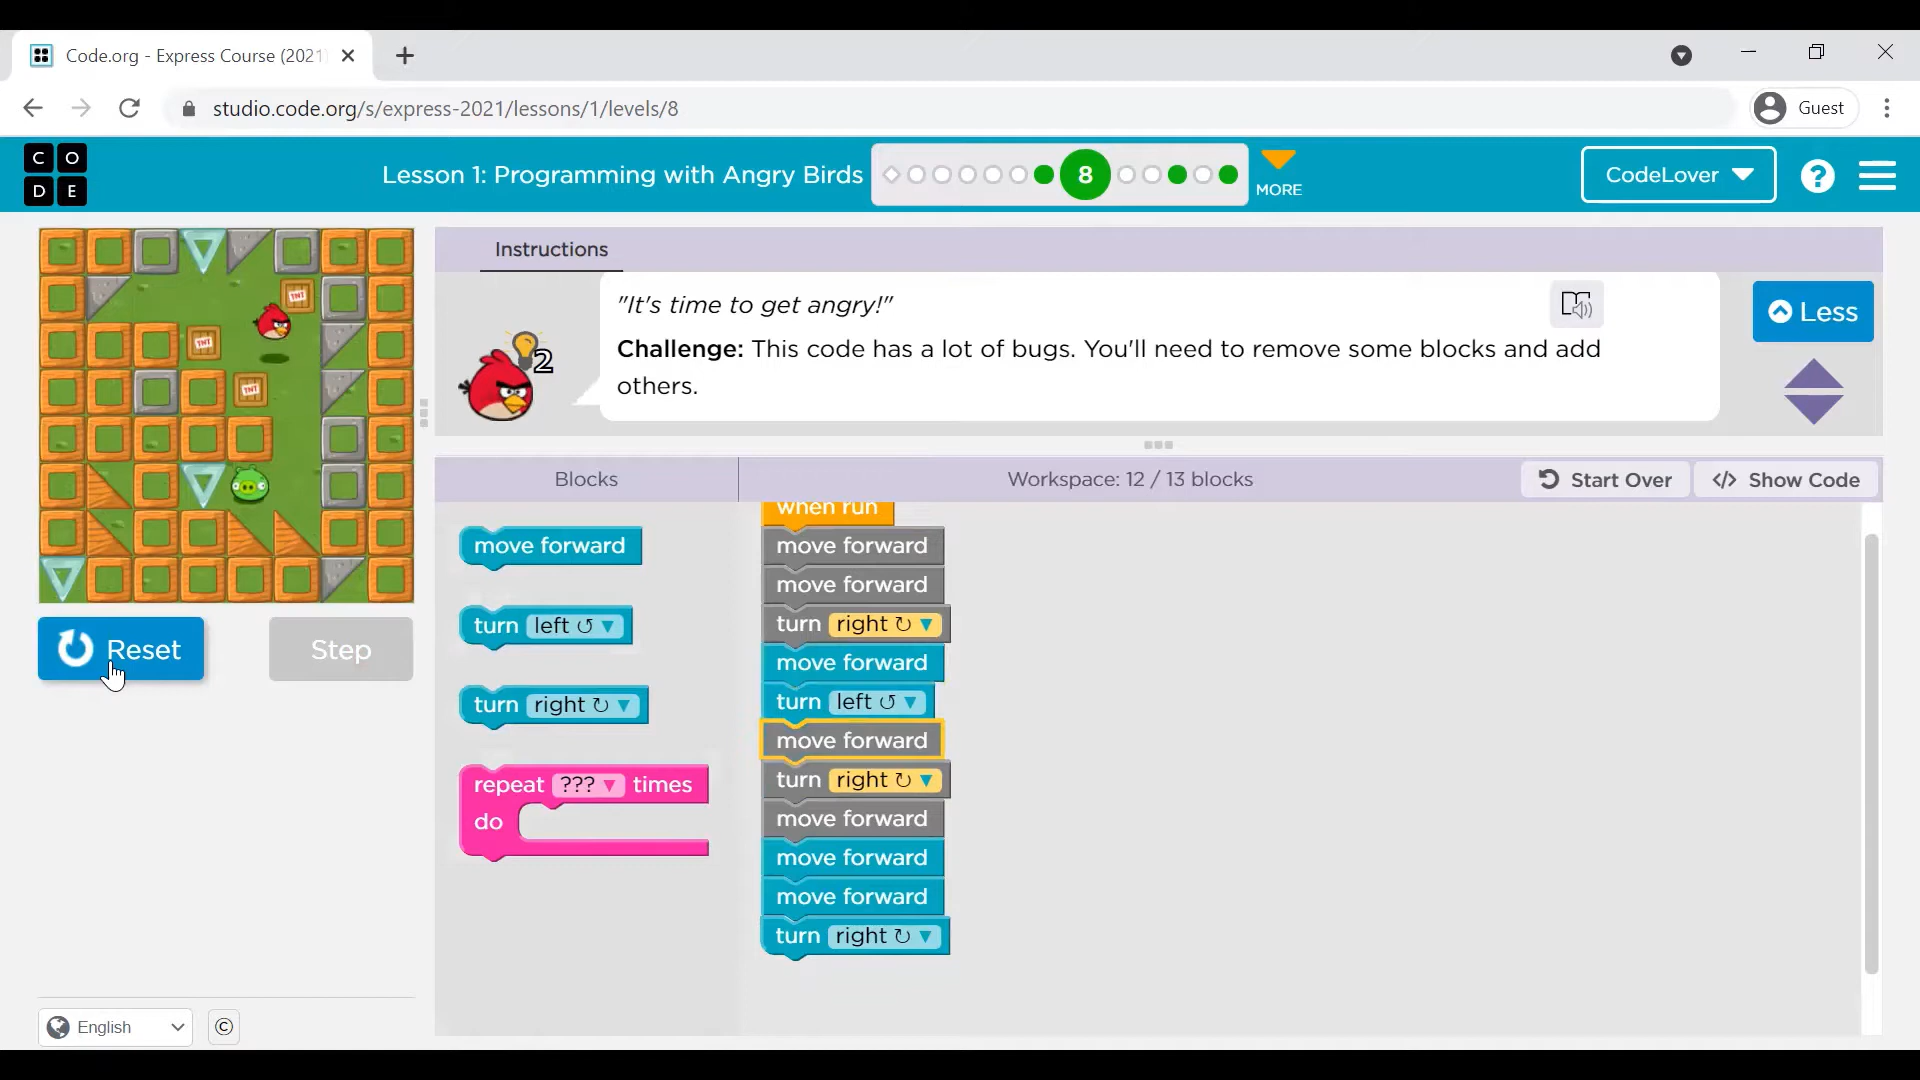 Code.org - Express Course (2021)
studio.code.org/s/express-2021/lessons/1/levels/8
Guest
C O
D E
Lesson 1: Programming with Angry Birds
8
MORE
CodeLover
?
Instructions
"It's time to get angry!"
Challenge: This code has a lot of bugs. You'll need to remove some blocks and add
others.
2
Less
TNT
TNT
TNT
Blocks
Workspace: 12 / 13 blocks
Start Over
</> Show Code
move forward
turn left
turn right
repeat ??? times
do
when run
move forward
move forward
turn right
move forward
turn left
move forward
turn right
move forward
move forward
move forward
turn right
Reset
Step
English
©